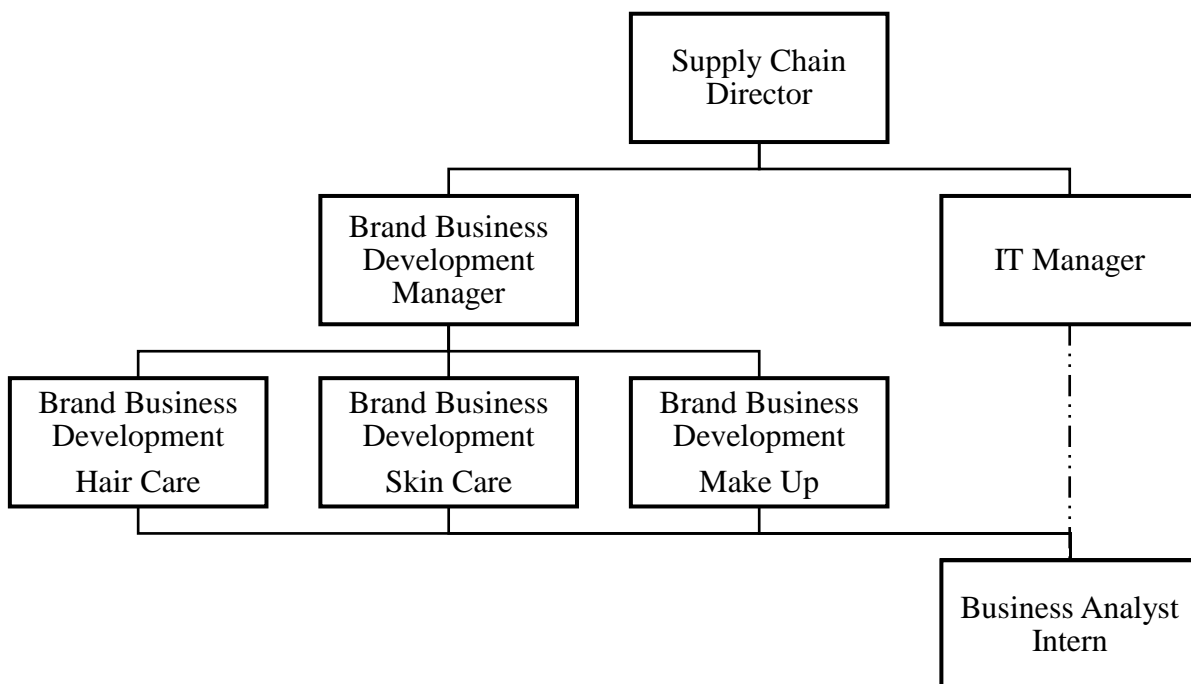 Supply Chain
Director
Brand Business
Development
Manager
IT Manager
Brand Business
Development
Hair Care
Brand Business
Development
Skin Care
Brand Business
Development
Make Up
Business Analyst
Intern